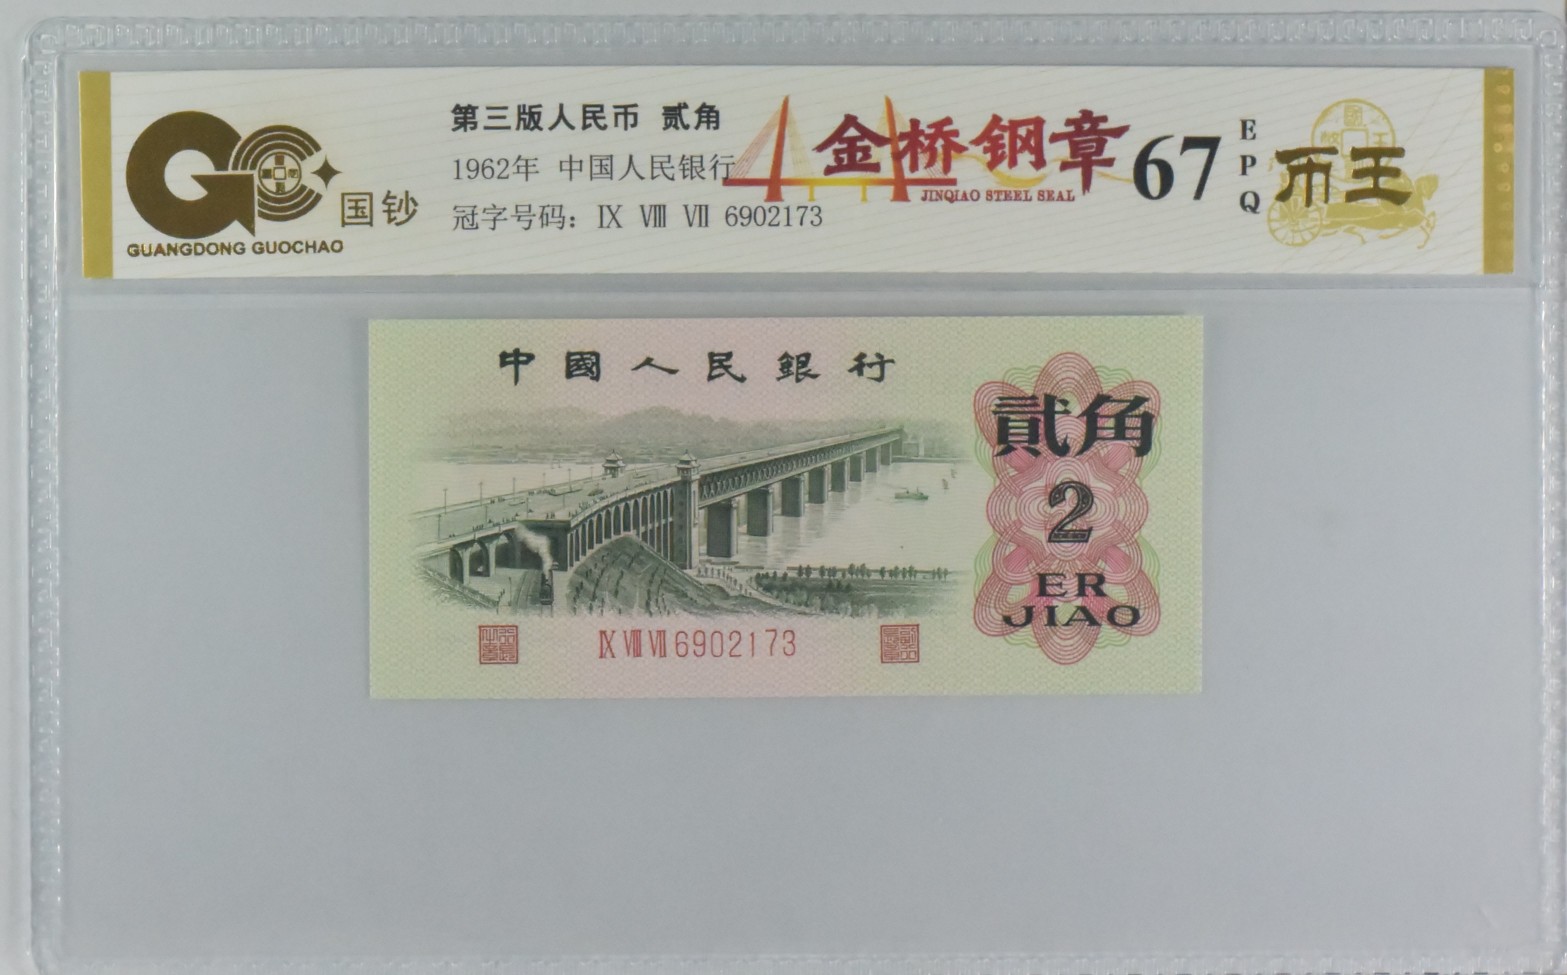 第三版人民币 贰角
1962年 中国人民银行
冠字号码: Ⅸ Ⅷ Ⅶ 6902173
国钞
GUANGDONG GUOCHAO
金桥钢章
JINQIAO STEEL SEAL
67
EPQ
币王
中國人民銀行
貳角
2
ER
JIAO
Ⅸ Ⅷ Ⅶ 6902173